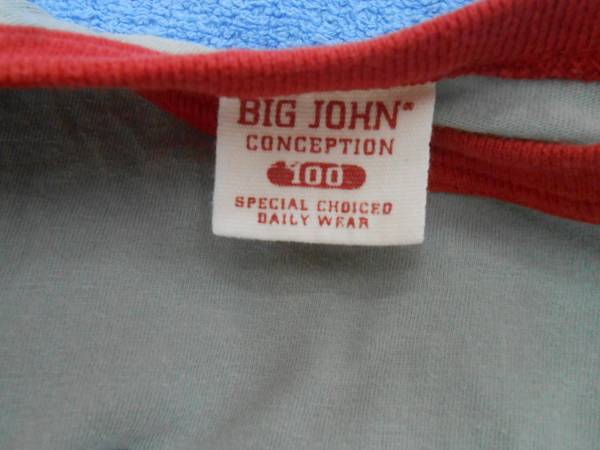 BIG JOHN®
CONCEPTION
100
SPECIAL CHOICED
DAILY WEAR